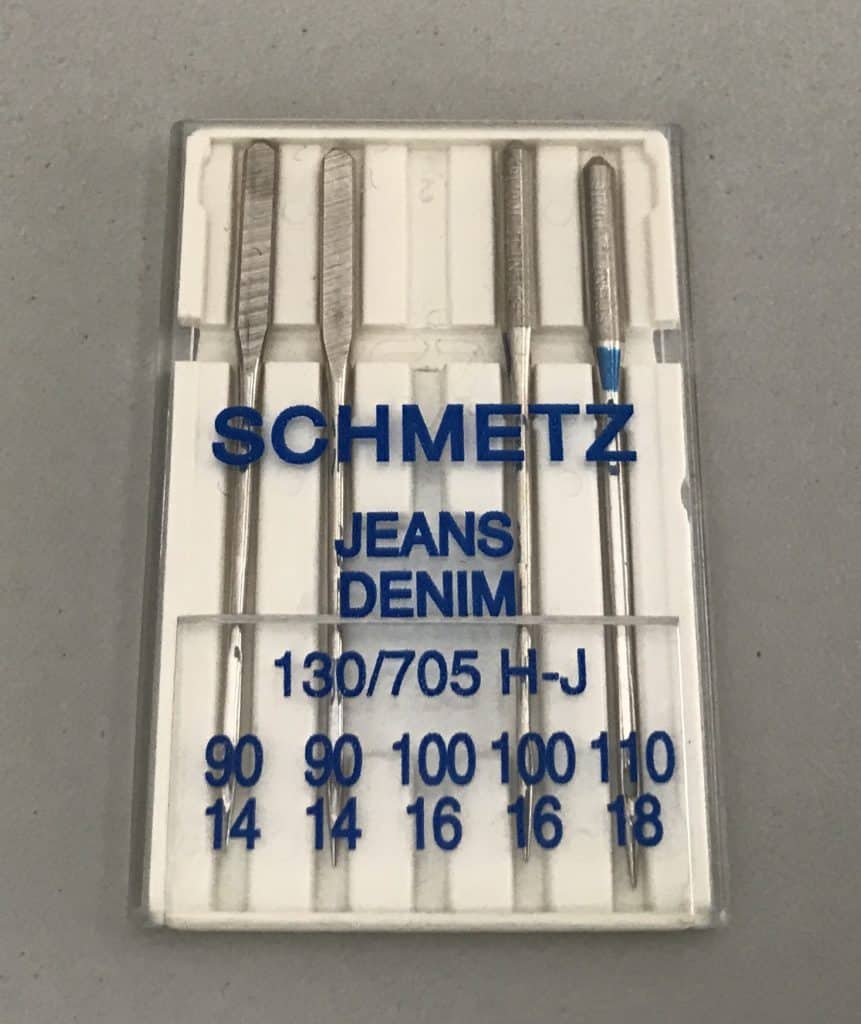 SCHMETZ
JEANS
DENIM
130/705 H-J
90 90 100 100 110
14 14 16 16 18